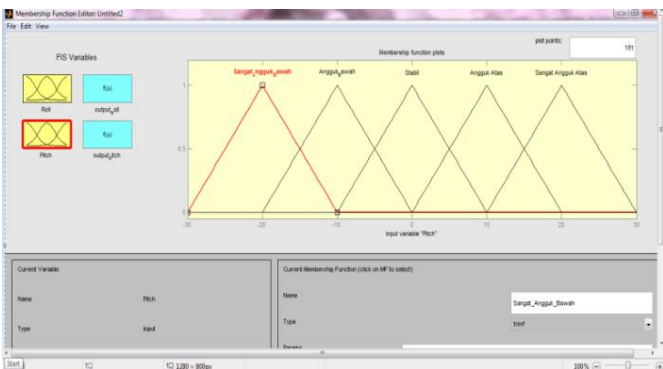 Membership Function Editor: Untitled2
File Edit View
FIS Variables
Roll
f(u)
output_roll
Pitch
f(u)
output_pitch
plot points:
181
Membership function plots
Sangat_Angguk_Bawah
Angguk_Bawah
Stabil
Angguk Atas
Sangat Angguk Atas
1
0.5
0
-30 -20 -10 0 10 20 30
input variable "Pitch"
Current Variable
Name Pitch
Type input
Current Membership Function (click on MF to select)
Name Sangat_Angguk_Bawah
Type trimf
Params
Start
1280 × 800px
100%